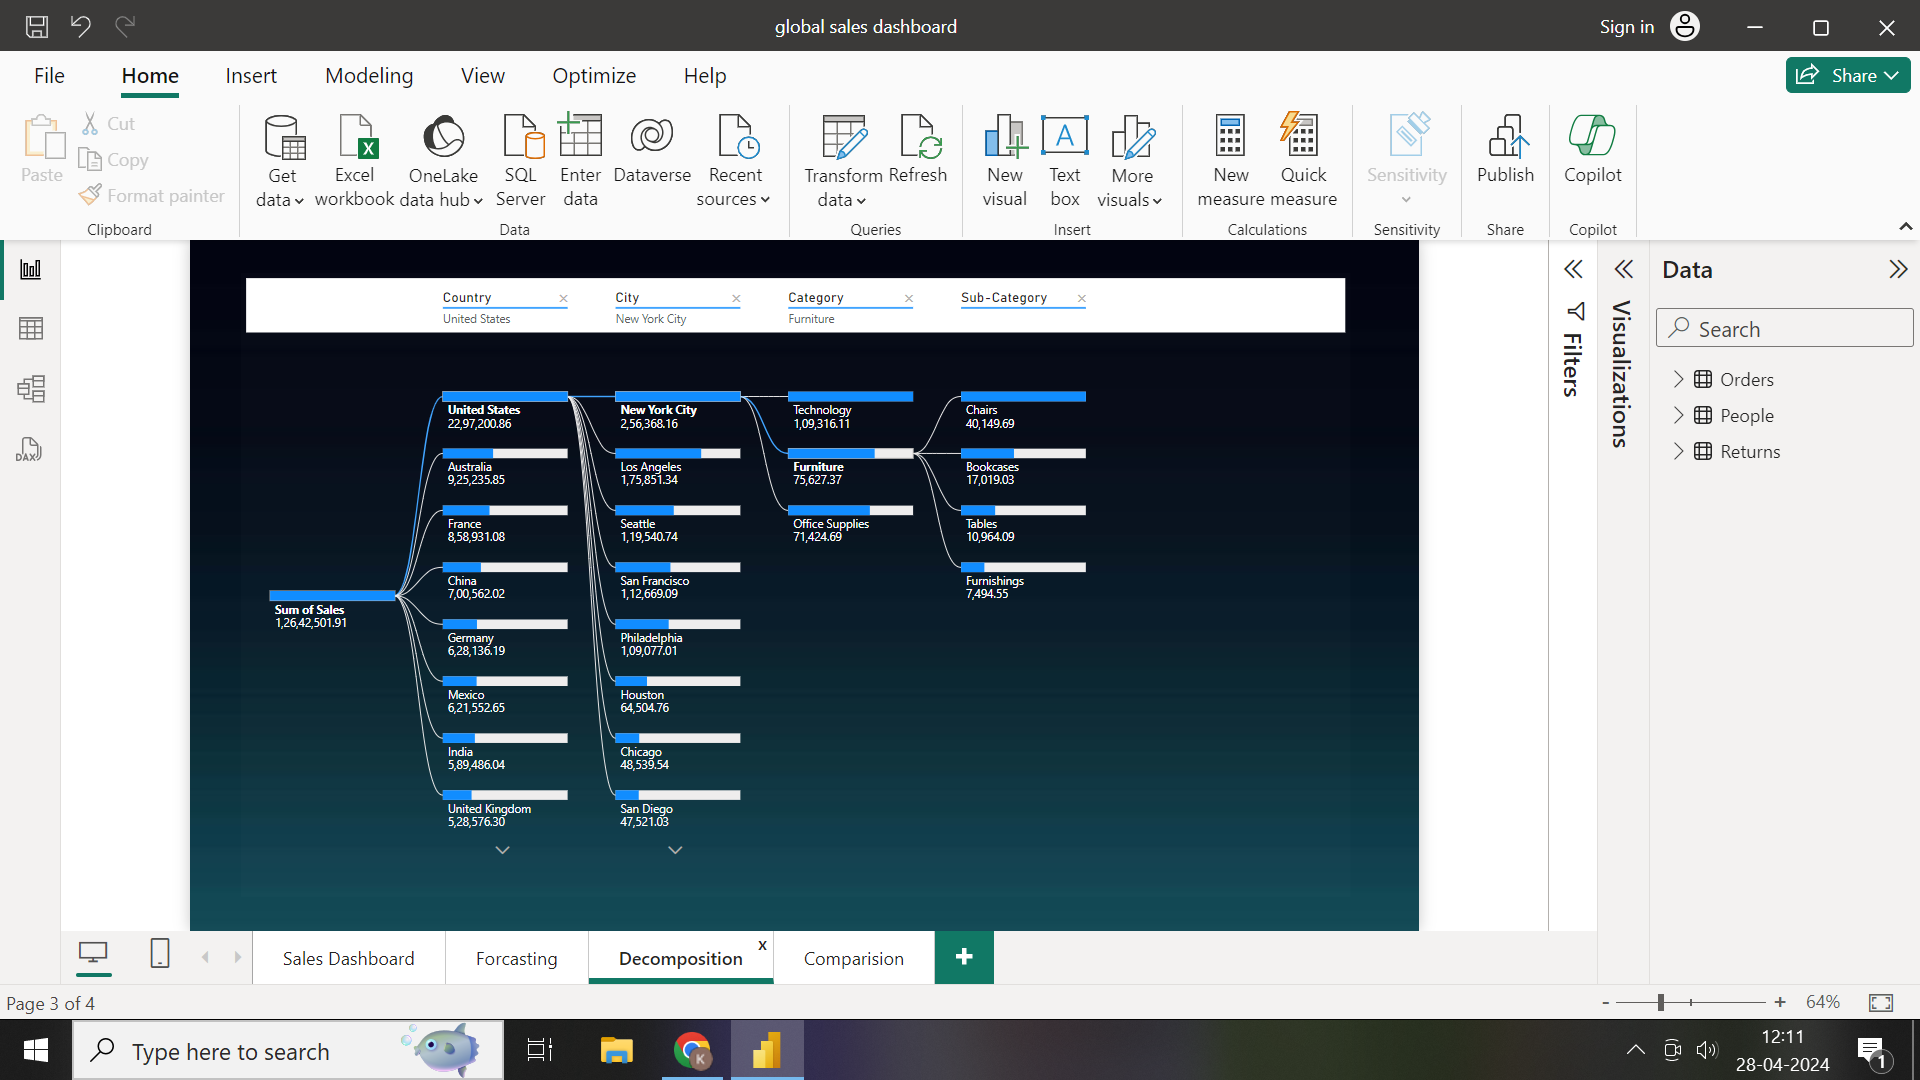 global sales dashboard
Sign in
File Home Insert Modeling View Optimize Help
Share
Paste
Cut
Copy
Format painter
Clipboard
Get data
Excel workbook
OneLake data hub
SQL Server
Enter data
Dataverse
Recent sources
Data
Transform data
Refresh
Queries
New visual
Text box
More visuals
Insert
New measure
Quick measure
Calculations
Sensitivity
Sensitivity
Publish
Share
Copilot
Copilot
DAX
Country
United States
City
New York City
Category
Furniture
Sub-Category
Sum of Sales
1,26,42,501.91
United States
22,97,200.86
Australia
9,25,235.85
France
8,58,931.08
China
7,00,562.02
Germany
6,28,136.19
Mexico
6,21,552.65
India
5,89,486.04
United Kingdom
5,28,576.30
New York City
2,56,368.16
Los Angeles
1,75,851.34
Seattle
1,19,540.74
San Francisco
1,12,669.09
Philadelphia
1,09,077.01
Houston
64,504.76
Chicago
48,539.54
San Diego
47,521.03
Technology
1,09,316.11
Furniture
75,627.37
Office Supplies
71,424.69
Chairs
40,149.69
Bookcases
17,019.03
Tables
10,964.09
Furnishings
7,494.55
Filters
Visualizations
Data
Search
Orders
People
Returns
Sales Dashboard
Forcasting
Decomposition x
Comparision
+
Page 3 of 4
- + 64%
Type here to search
K
12:11
28-04-2024
1